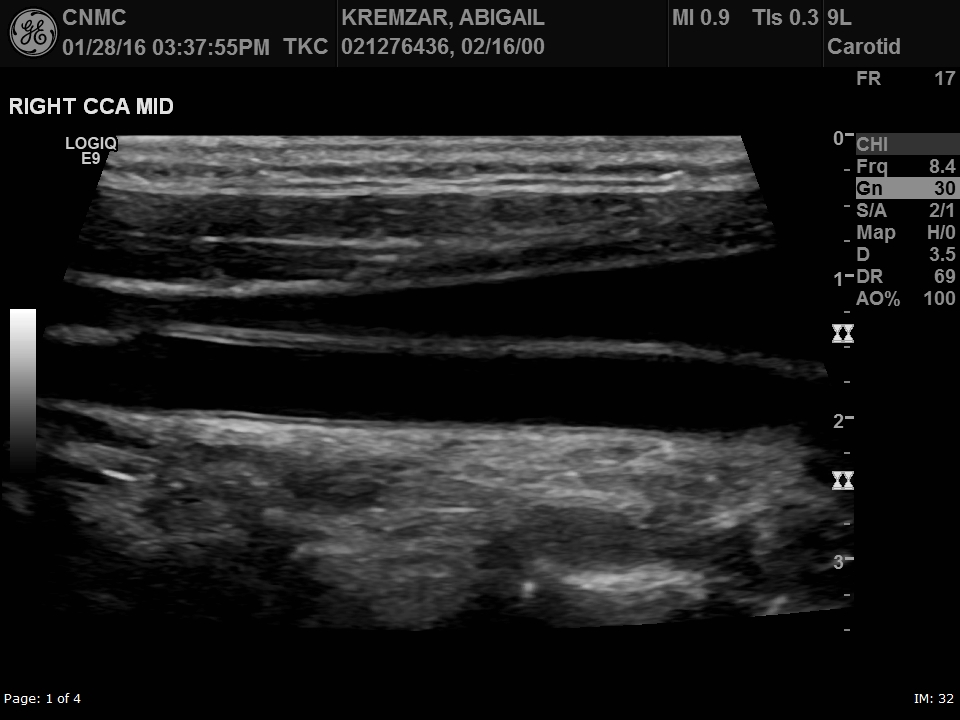 CNMC
01/28/16 03:37:55PM TKC
KREMZAR, ABIGAIL
021276436, 02/16/00
MI 0.9 TIs 0.3
9L
Carotid
FR 17
RIGHT CCA MID
LOGIQ
E9
0
1
2
3
CHI
Frq 8.4
Gn 30
S/A 2/1
Map H/0
D 3.5
DR 69
AO% 100
Page: 1 of 4
IM: 32